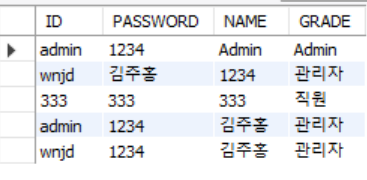 ID PASSWORD NAME GRADE
admin 1234 Admin Admin
wnjd 김주홍 1234 관리자
333 333 333 직원
admin 1234 김주홍 관리자
wnjd 1234 김주홍 관리자